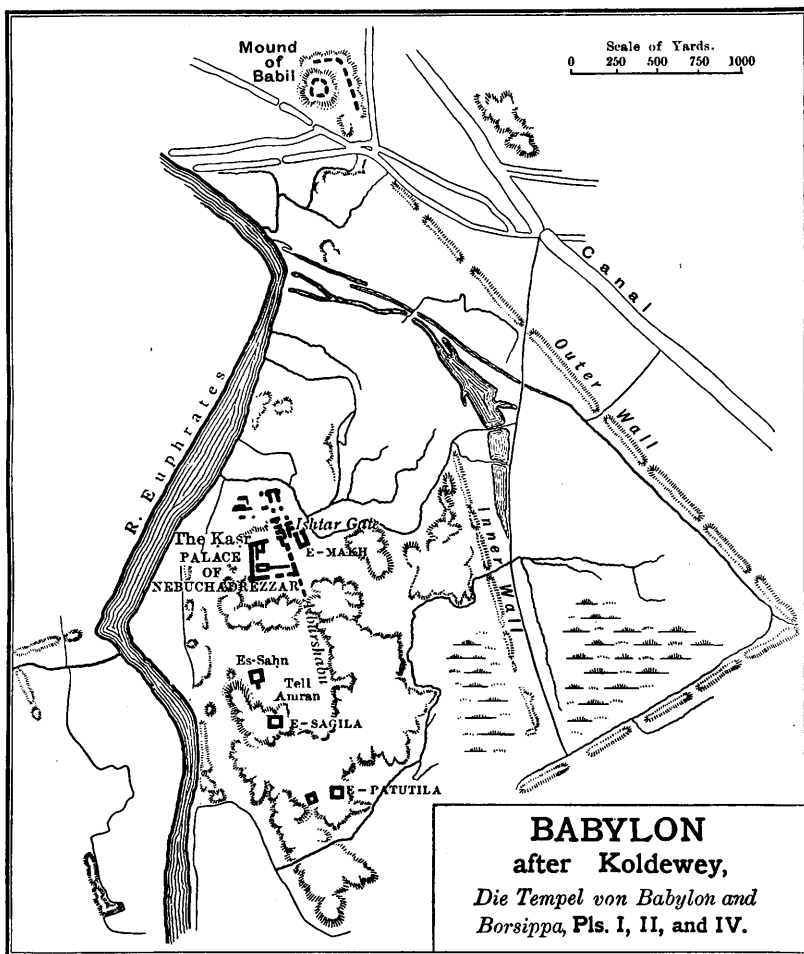 Mound
of
Babil
Scale of Yards.
0 250 500 750 1000
Canal
Outer Wall
R. Euphrates
Ishtar Gate
The Kasr
PALACE
OF
NEBUCHADREZZAR
E-MAKH
Inner Wall
Aiburshabu
Es-Sahn
Tell
Amran
E-SAGILA
E-PATUTILA
BABYLON
after Koldewey,
Die Tempel von Babylon and
Borsippa, Pls. I, II, and IV.